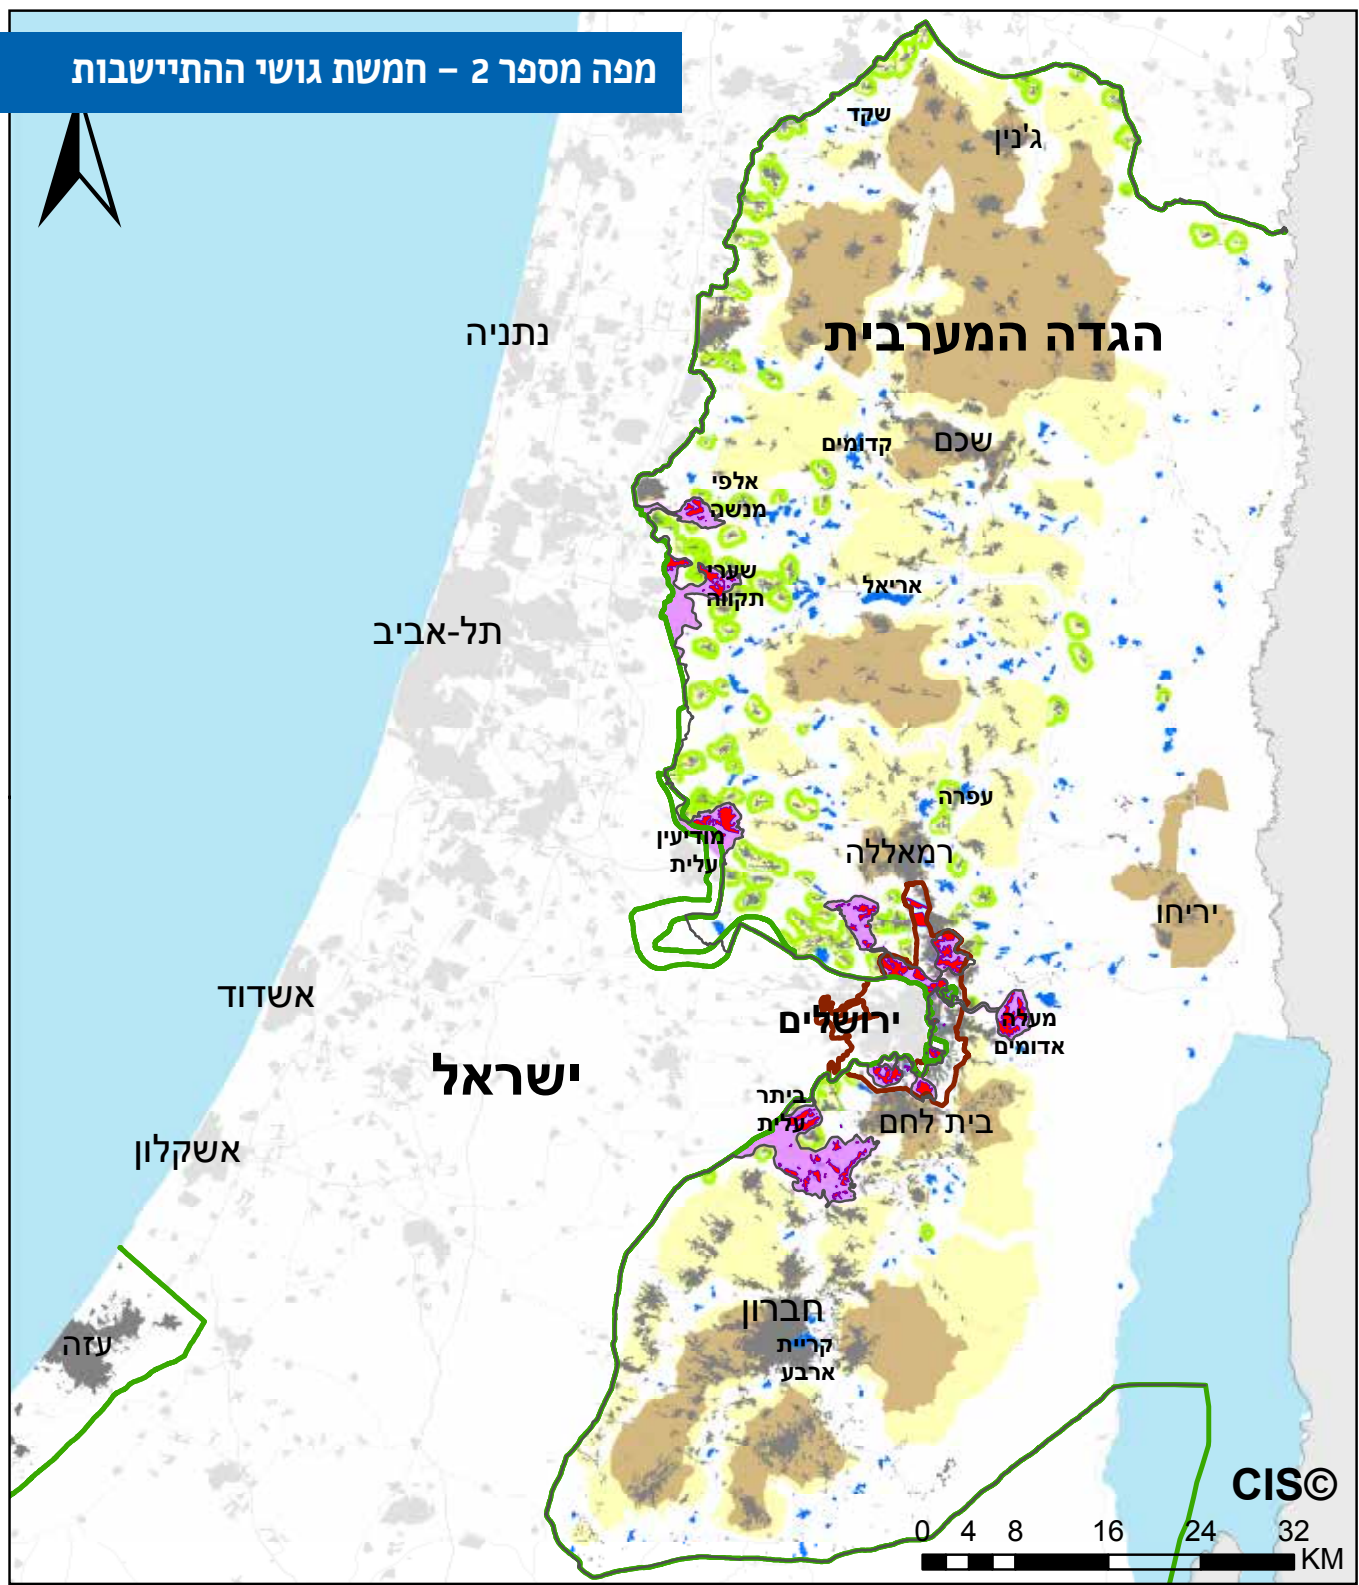 מפה מספר 2 – חמשת גושי ההתיישבות
שקד
ג'נין
נתניה
הגדה המערבית
קדומים
שכם
אלפי
מנשה
שערי
תקווה
אריאל
תל-אביב
עפרה
מודיעין
עלית
רמאללה
יריחו
אשדוד
ירושלים
מעלה
אדומים
ישראל
ביתר
עלית
בית לחם
אשקלון
חברון
קריית
ארבע
עזה
CIS©
0 4 8 16 24 32
KM